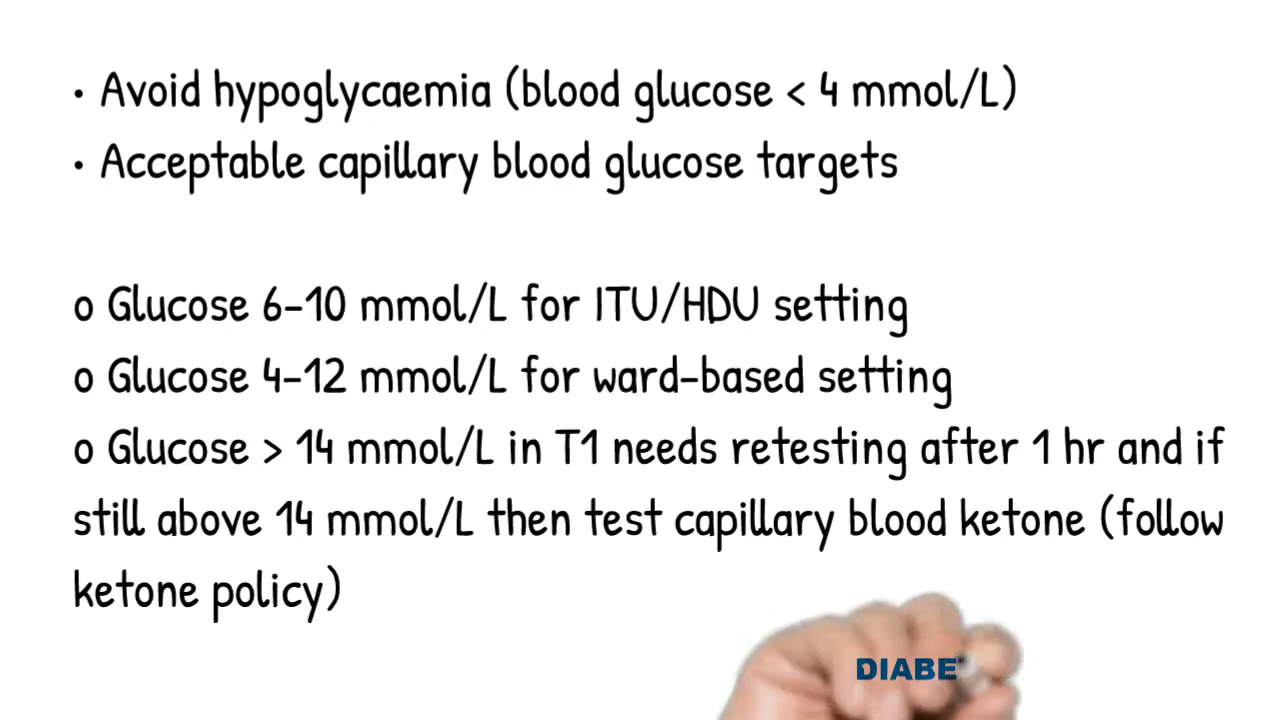 • Avoid hypoglycaemia (blood glucose < 4 mmol/L)
• Acceptable capillary blood glucose targets
o Glucose 6-10 mmol/L for ITU/HDU setting
o Glucose 4-12 mmol/L for ward-based setting
o Glucose > 14 mmol/L in T1 needs retesting after 1 hr and if
still above 14 mmol/L then test capillary blood ketone (follow
ketone policy)
DIABE